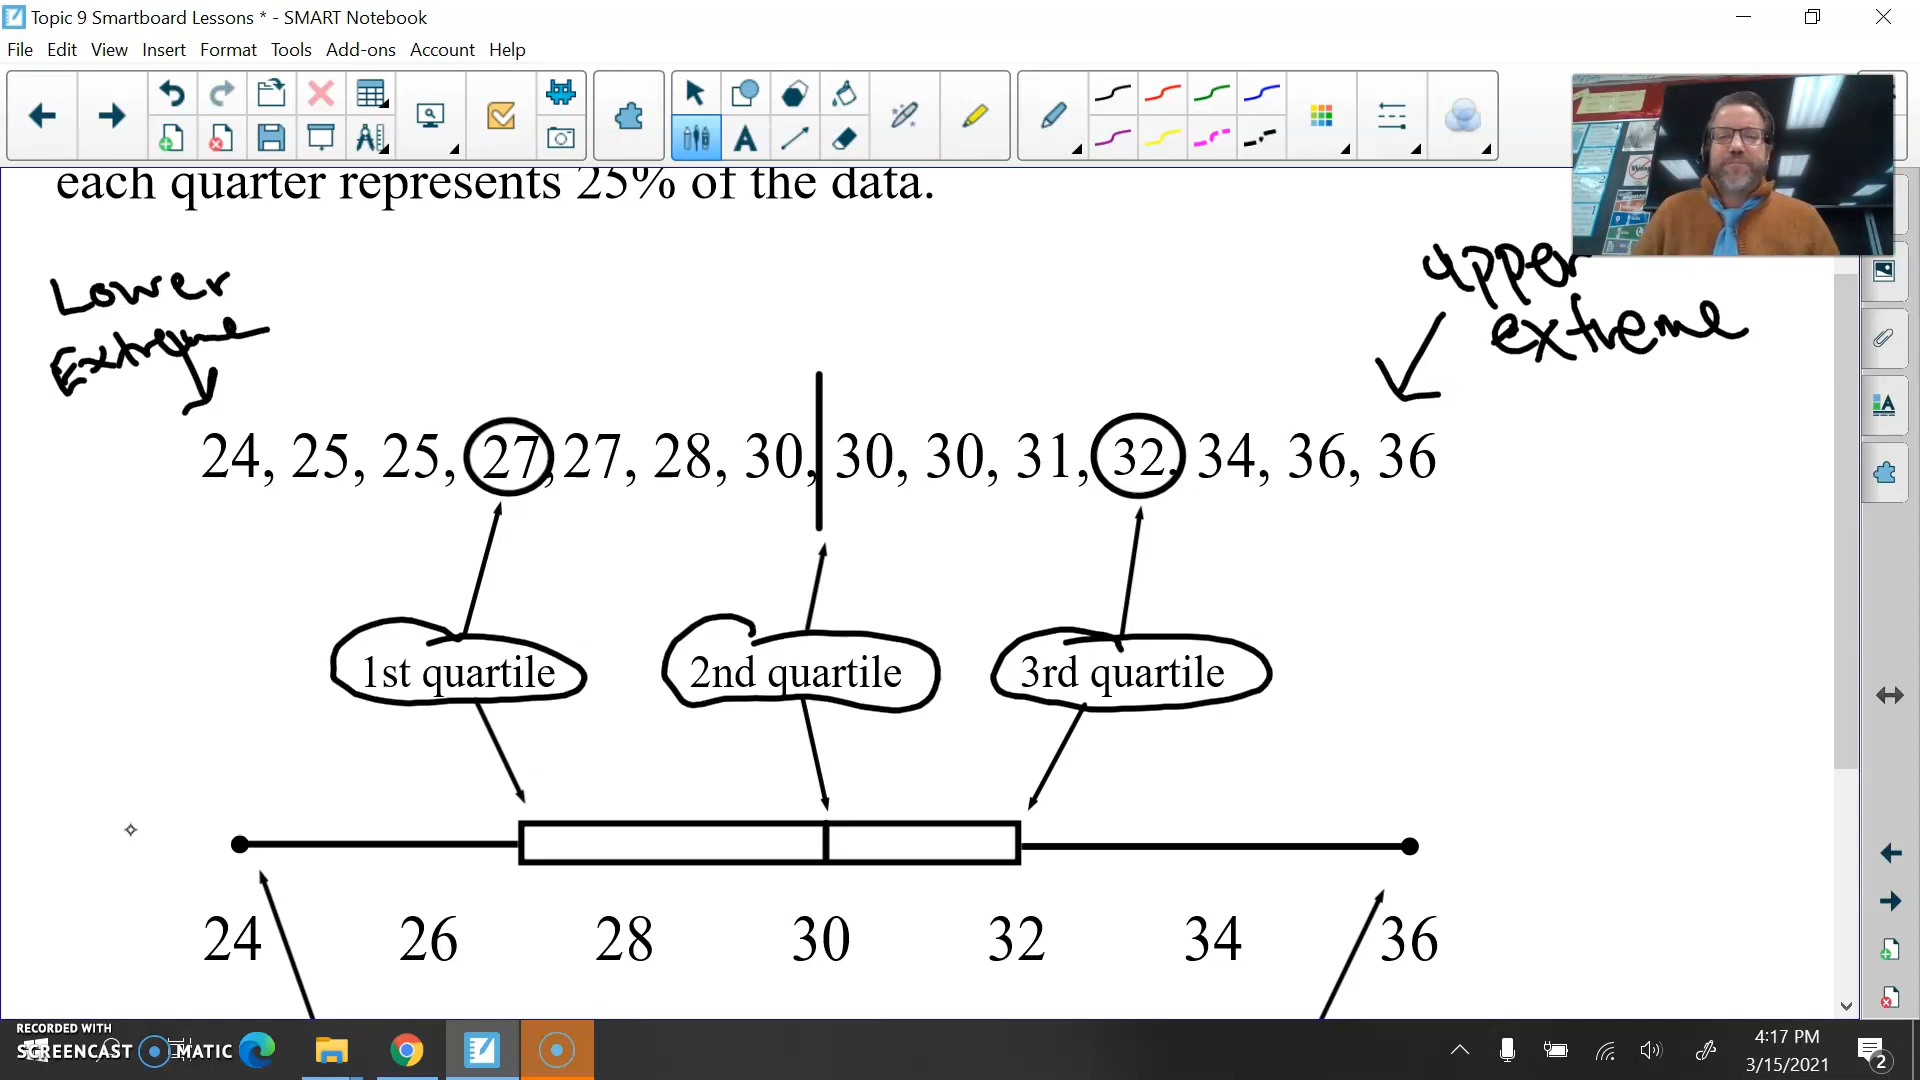 Topic 9 Smartboard Lessons * - SMART Notebook
File Edit View Insert Format Tools Add-ons Account Help
each quarter represents 25% of the data.
Lower
Extreme
upper
extreme
24, 25, 25, 27, 27, 28, 30, 30, 30, 31, 32, 34, 36, 36
1st quartile 2nd quartile 3rd quartile
24 26 28 30 32 34 36
RECORDED WITH
SCREENCAST MATIC
4:17 PM
3/15/2021
2